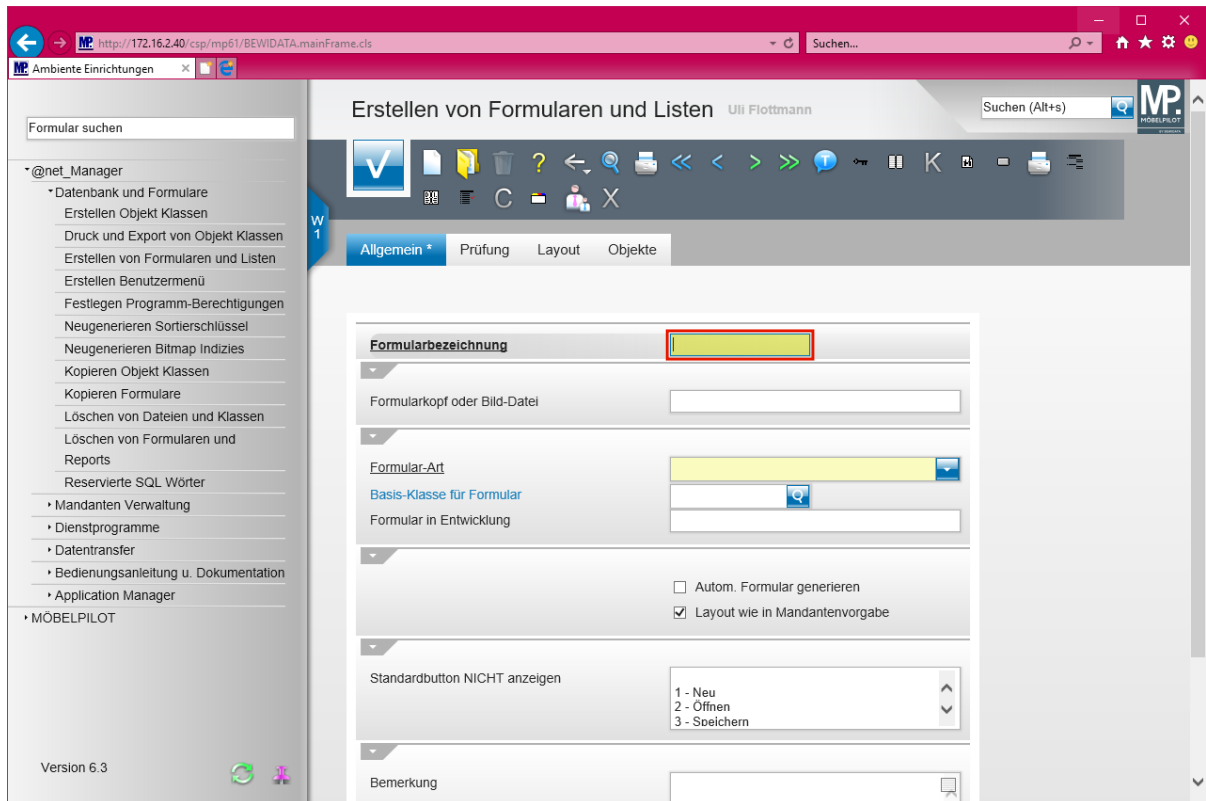 http://172.16.2.40/csp/mp61/BEWIDATA.mainFrame.cls
Suchen...
MP. Ambiente Einrichtungen
Formular suchen
@net_Manager
Datenbank und Formulare
Erstellen Objekt Klassen
Druck und Export von Objekt Klassen
Erstellen von Formularen und Listen
Erstellen Benutzermenü
Festlegen Programm-Berechtigungen
Neugenerieren Sortierschlüssel
Neugenerieren Bitmap Indizies
Kopieren Objekt Klassen
Kopieren Formulare
Löschen von Dateien und Klassen
Löschen von Formularen und
Reports
Reservierte SQL Wörter
Mandanten Verwaltung
Dienstprogramme
Datentransfer
Bedienungsanleitung u. Dokumentation
Application Manager
MÖBELPILOT
Version 6.3
W
1
Erstellen von Formularen und Listen Uli Flottmann
Suchen (Alt+s)
MP.
MÖBELPILOT
Allgemein * Prüfung Layout Objekte
Formularbezeichnung
Formularkopf oder Bild-Datei
Formular-Art
Basis-Klasse für Formular
Formular in Entwicklung
Autom. Formular generieren
Layout wie in Mandantenvorgabe
Standardbutton NICHT anzeigen
1 - Neu
2 - Öffnen
3 - Speichern
Bemerkung